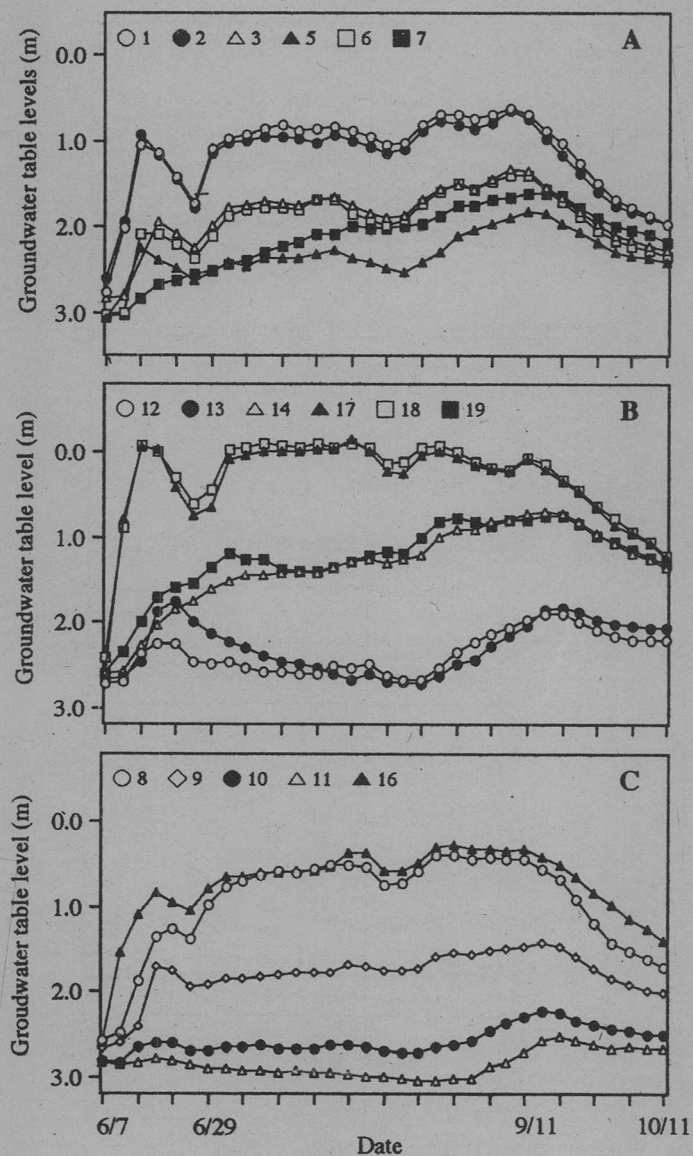 A
○ 1 ● 2 △ 3 ▲ 5 □ 6 ■ 7
Groundwater table levels (m)
0.0
1.0
2.0
3.0
B
○ 12 ● 13 △ 14 ▲ 17 □ 18 ■ 19
Groundwater table level (m)
0.0
1.0
2.0
3.0
C
○ 8 ◇ 9 ● 10 △ 11 ▲ 16
Groudwater table level (m)
0.0
1.0
2.0
3.0
6/7 6/29 9/11 10/11
Date